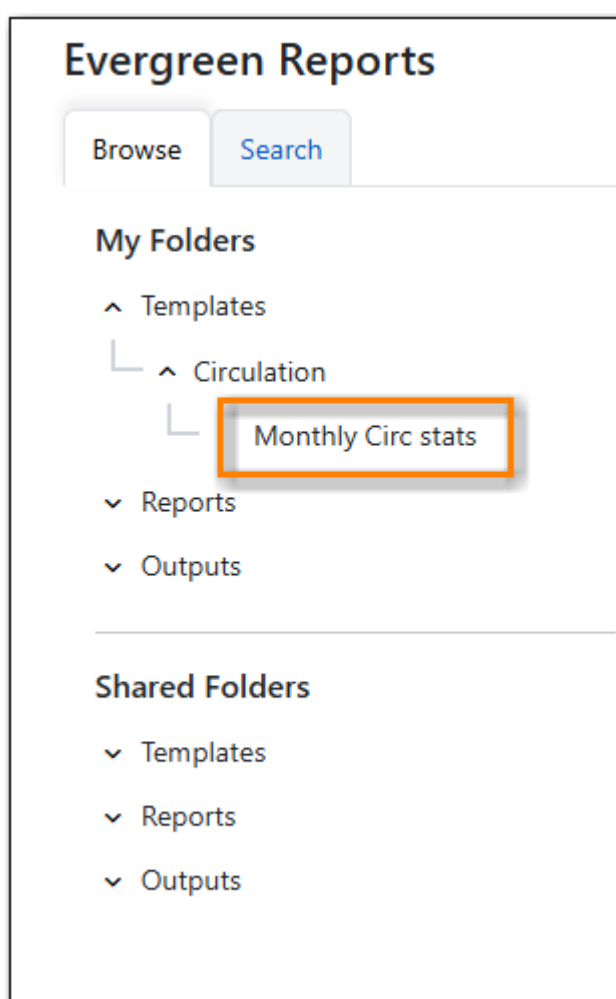 Evergreen Reports
Browse Search
My Folders
Templates
Circulation
Monthly Circ stats
Reports
Outputs
Shared Folders
Templates
Reports
Outputs